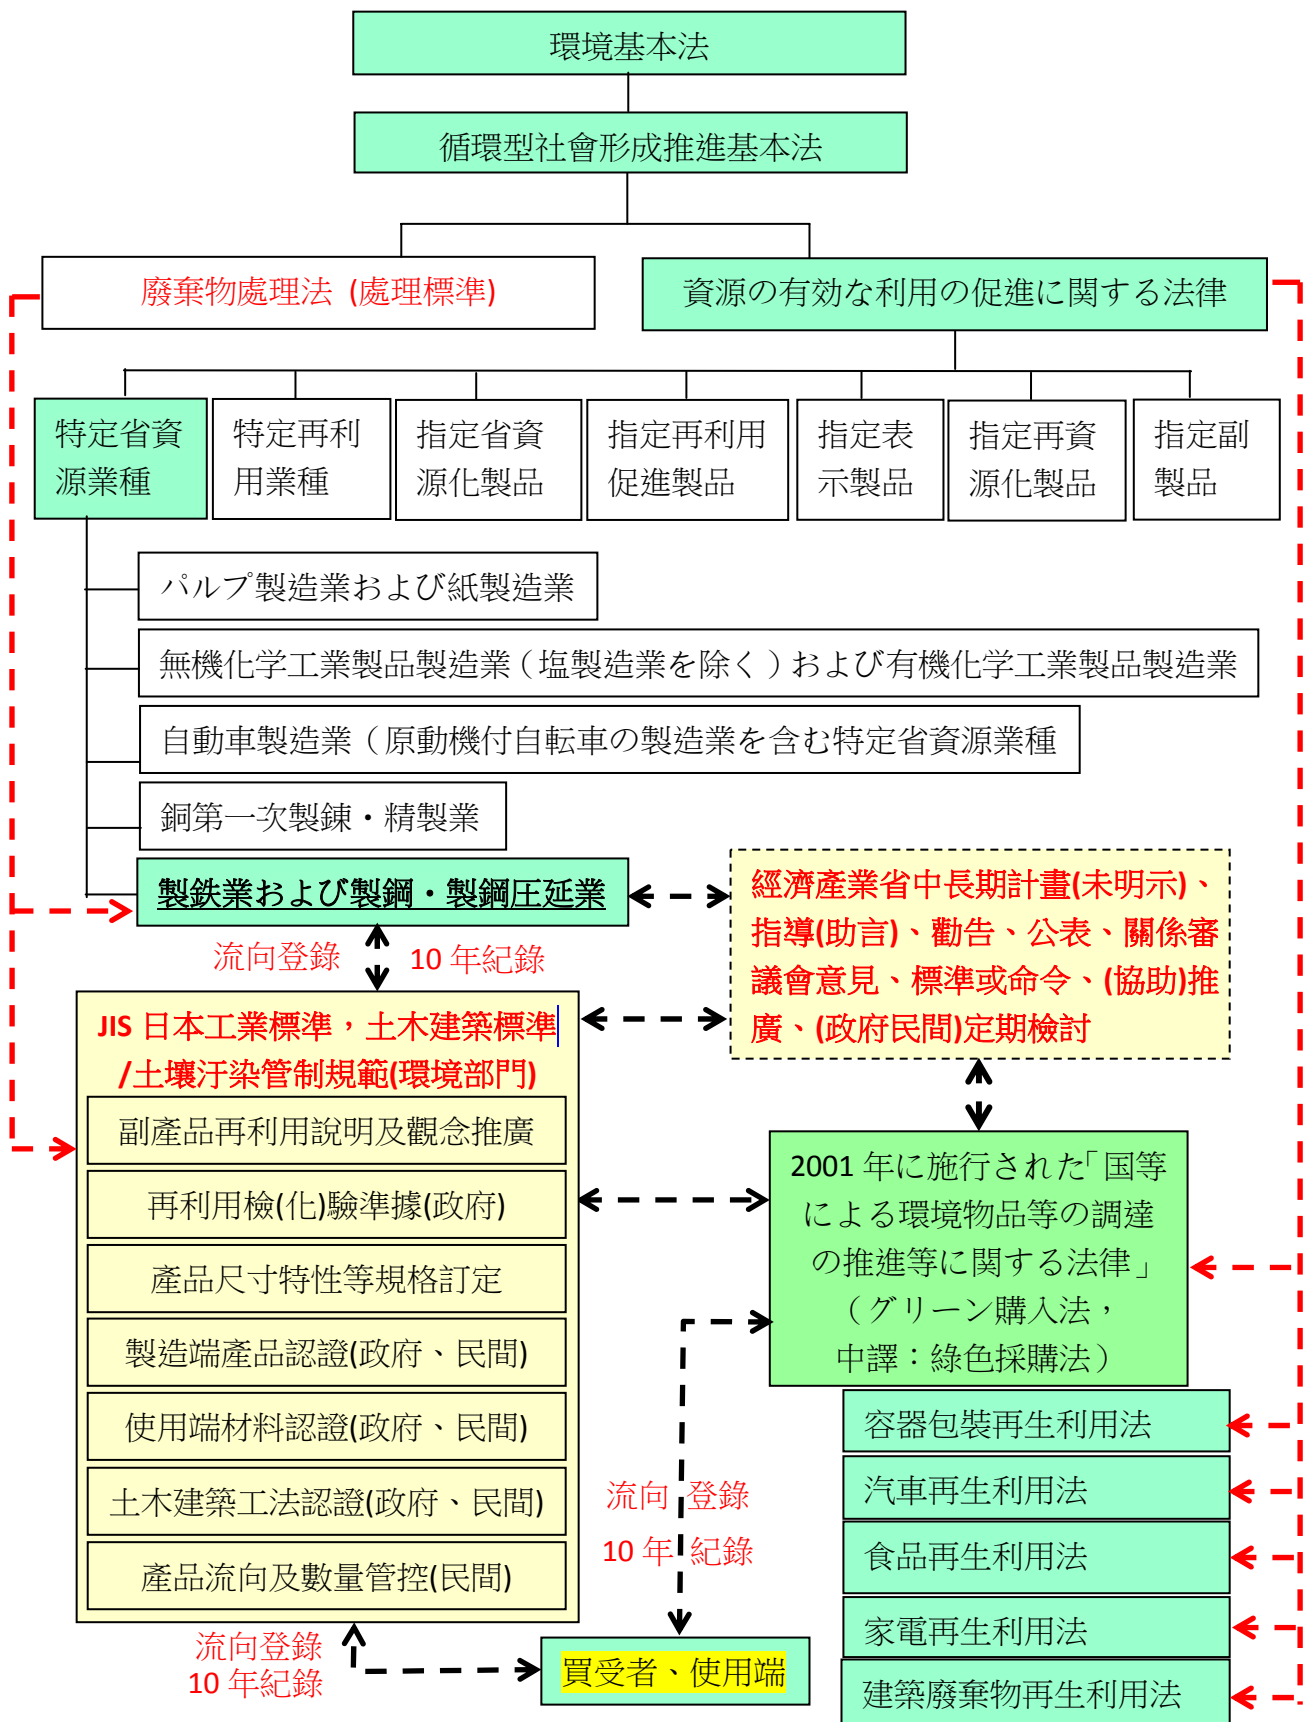 環境基本法
循環型社會形成推進基本法
廢棄物處理法 (處理標準)
資源の有効な利用の促進に関する法律
特定省資
源業種
特定再利
用業種
指定省資
源化製品
指定再利用
促進製品
指定表
示製品
指定再資
源化製品
指定副
製品
パルプ製造業および紙製造業
無機化学工業製品製造業（塩製造業を除く）および有機化学工業製品製造業
自動車製造業（原動機付自転車の製造業を含む特定省資源業種
銅第一次製錬・精製業
製鉄業および製鋼・製鋼圧延業
經濟產業省中長期計畫(未明示)、
指導(助言)、勸告、公表、關係審
議會意見、標準或命令、(協助)推
廣、(政府民間)定期檢討
流向登錄 10 年紀錄
JIS 日本工業標準，土木建築標準
/土壤汙染管制規範(環境部門)
副產品再利用說明及觀念推廣
再利用檢(化)驗準據(政府)
產品尺寸特性等規格訂定
製造端產品認證(政府、民間)
使用端材料認證(政府、民間)
土木建築工法認證(政府、民間)
產品流向及數量管控(民間)
2001 年に施行された「国等
による環境物品等の調達
の推進等に関する法律」
（グリーン購入法，
中譯：綠色採購法）
容器包裝再生利用法
汽車再生利用法
食品再生利用法
家電再生利用法
建築廢棄物再生利用法
流向 登錄
10 年 紀錄
流向登錄
10 年紀錄
買受者、使用端